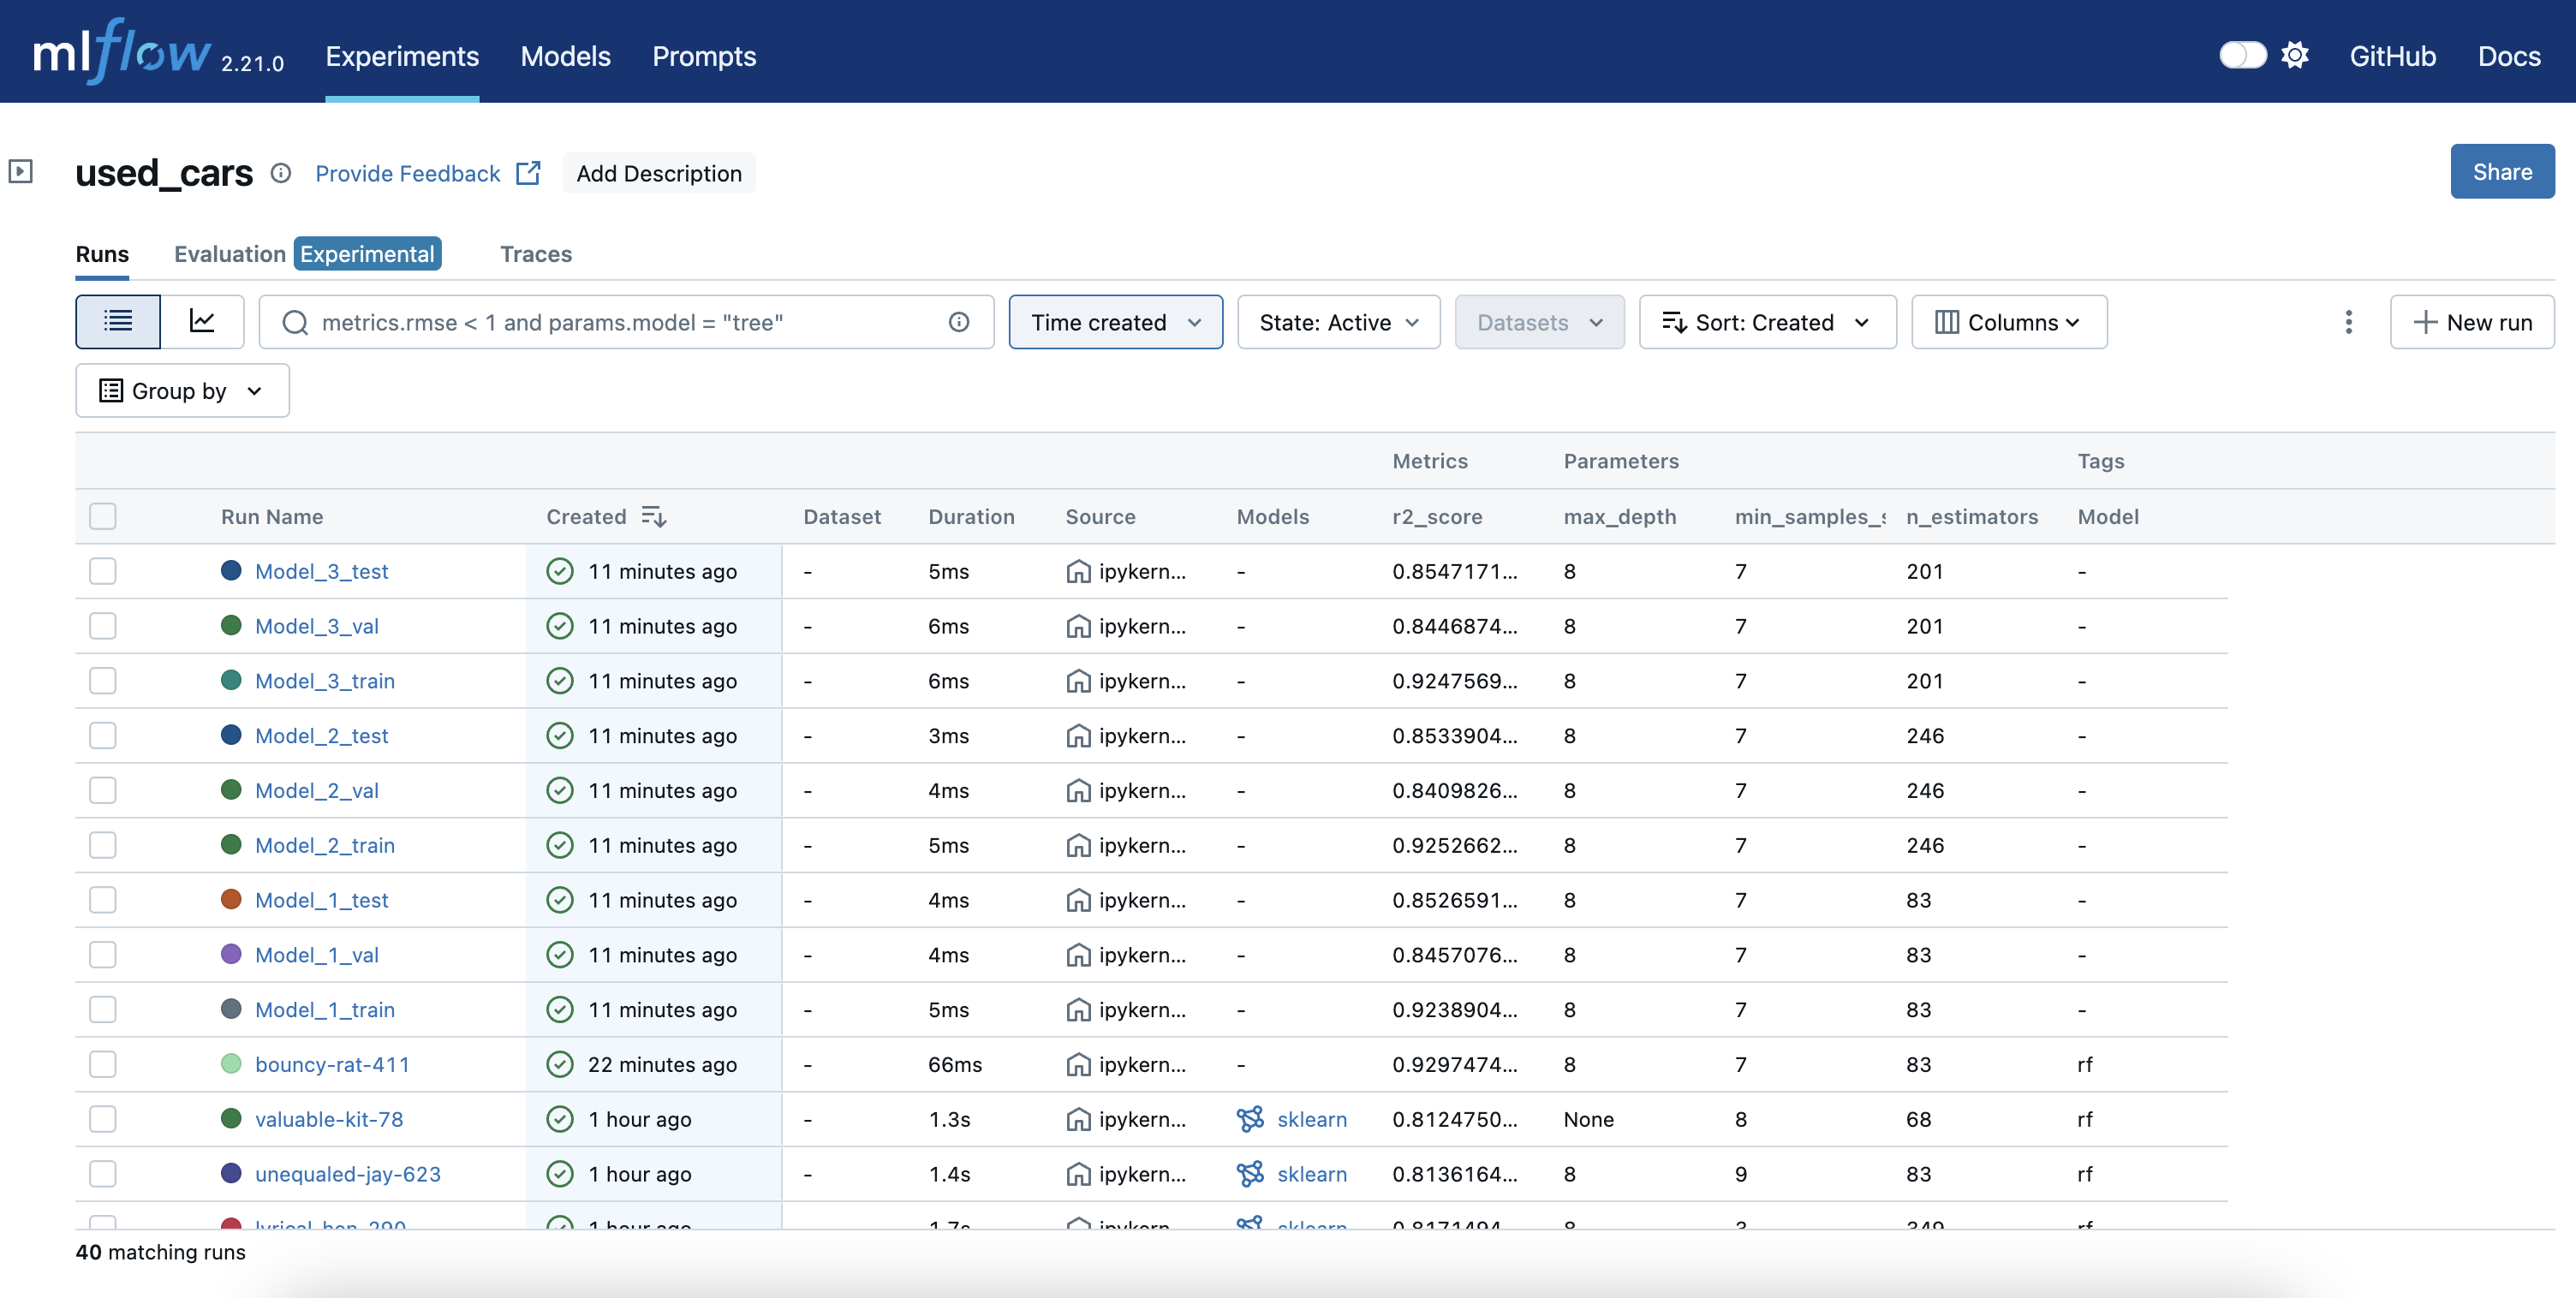 mlflow 2.21.0 Experiments Models Prompts GitHub Docs
used_cars Provide Feedback Add Description Share
Runs Evaluation Experimental Traces
metrics.rmse < 1 and params.model = "tree" Time created State: Active Datasets Sort: Created Columns New run
Group by
Metrics Parameters Tags
Run Name Created Dataset Duration Source Models r2_score max_depth min_samples_s n_estimators Model
Model_3_test 11 minutes ago - 5ms ipykern... - 0.8547171... 8 7 201 -
Model_3_val 11 minutes ago - 6ms ipykern... - 0.8446874... 8 7 201 -
Model_3_train 11 minutes ago - 6ms ipykern... - 0.9247569... 8 7 201 -
Model_2_test 11 minutes ago - 3ms ipykern... - 0.8533904... 8 7 246 -
Model_2_val 11 minutes ago - 4ms ipykern... - 0.8409826... 8 7 246 -
Model_2_train 11 minutes ago - 5ms ipykern... - 0.9252662... 8 7 246 -
Model_1_test 11 minutes ago - 4ms ipykern... - 0.8526591... 8 7 83 -
Model_1_val 11 minutes ago - 4ms ipykern... - 0.8457076... 8 7 83 -
Model_1_train 11 minutes ago - 5ms ipykern... - 0.9238904... 8 7 83 -
bouncy-rat-411 22 minutes ago - 66ms ipykern... - 0.9297474... 8 7 83 rf
valuable-kit-78 1 hour ago - 1.3s ipykern... sklearn 0.8124750... None 8 68 rf
unequaled-jay-623 1 hour ago - 1.4s ipykern... sklearn 0.8136164... 8 9 83 rf
1 hour ago 1.7s ipykern... sklearn rf
40 matching runs